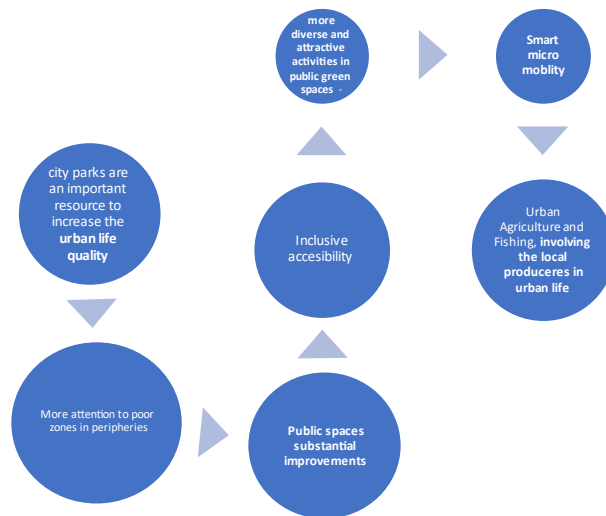 city parks are
an important
resource to
increase the
urban life
quality
More attention to poor
zones in peripheries
Public spaces
substantial
improvements
Inclusive
accesibility
more
diverse and
attractive
activities in
public green
spaces -
Smart
micro
moblity
Urban
Agriculture and
Fishing, involving
the local
produceres in
urban life